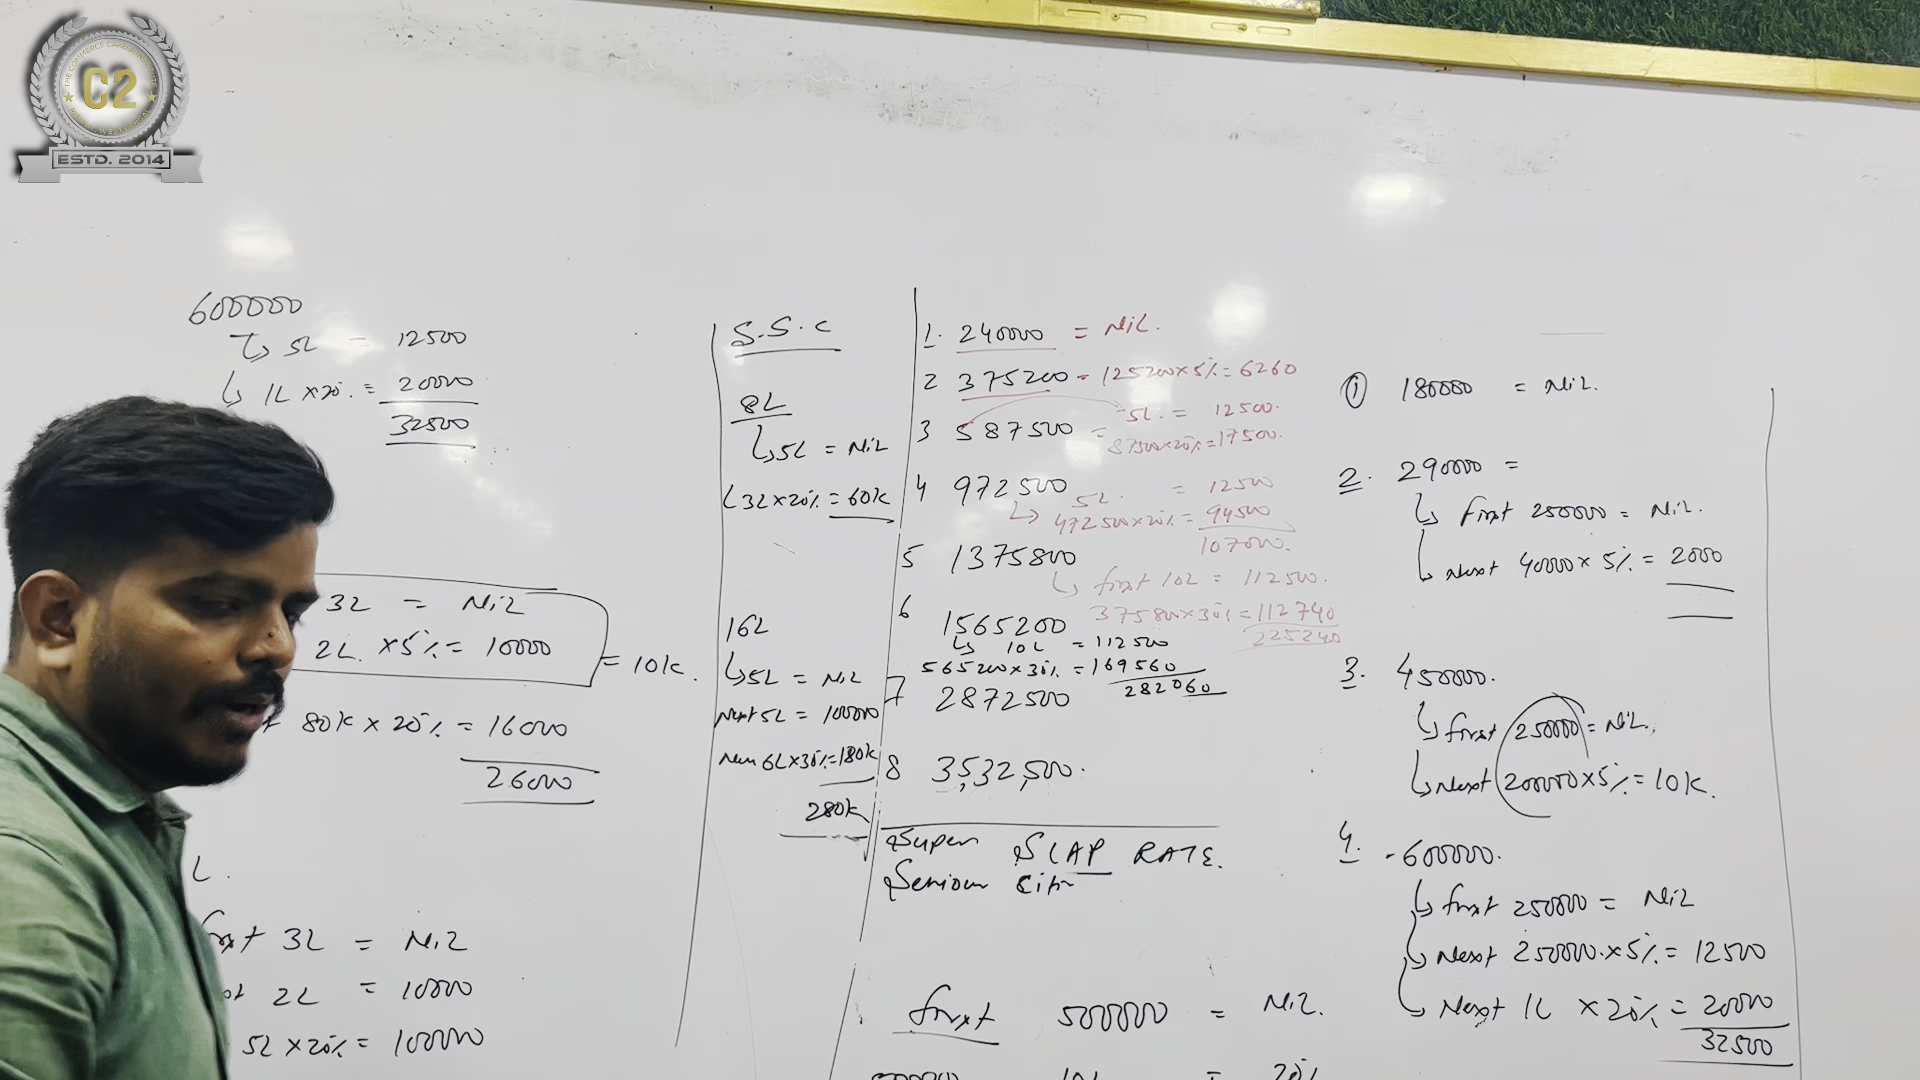 C2
ESTD. 2014
600000
↳ 5L = 12500
↳ 1L x 20% = 20000
32500
3L = Nil
2L x 5% = 10000
= 10k.
80k x 20% = 16000
26000
L.
First 3L = Nil
2L = 10000
5L x 20% = 100000
S.S.C
8L
↳ 5L = Nil
↳ 3L x 20% = 60k
16L
↳ 5L = Nil
Next 5L = 100000
Next 6L x 30% = 180k
280k
1. 240000 = Nil.
2 375200 = 125200 x 5% = 6260
3 587500 = 5L = 12500.
87500 x 20% = 17500.
4 972500
↳ 5L. = 12500
472500 x 20% = 94500
107000.
5 1375800
↳ first 10L = 112500.
375800 x 30% = 112740
225240
6 1565200
↳ 10L = 112500
565200 x 30% = 169560
282060
7 2872500
8 3,532,500.
Super SLAP RATE.
Senior
First 500000 = Nil.
10L = 20%
① 180000 = Nil.
2. 290000 =
↳ First 250000 = Nil.
↳ Next 40000 x 5% = 2000
3. 450000.
↳ First 250000 = Nil.
↳ Next 200000 x 5% = 10k.
4. 600000.
↳ First 250000 = Nil
↳ Next 250000 x 5% = 12500
↳ Next 1L x 20% = 20000
32500